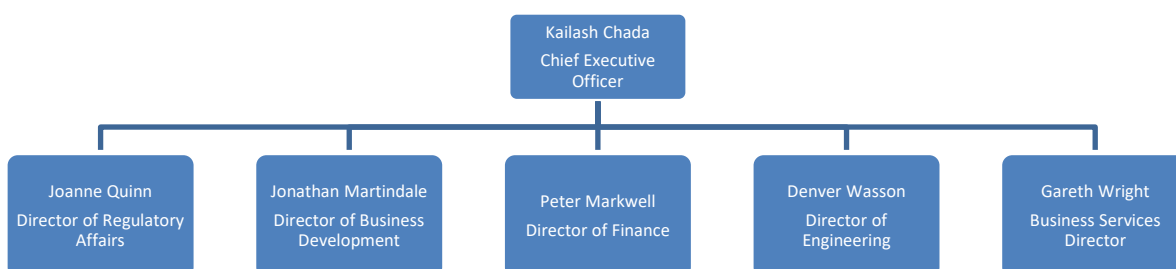 Kailash Chada
Chief Executive
Officer
Joanne Quinn
Director of Regulatory
Affairs
Jonathan Martindale
Director of Business
Development
Peter Markwell
Director of Finance
Denver Wasson
Director of
Engineering
Gareth Wright
Business Services
Director